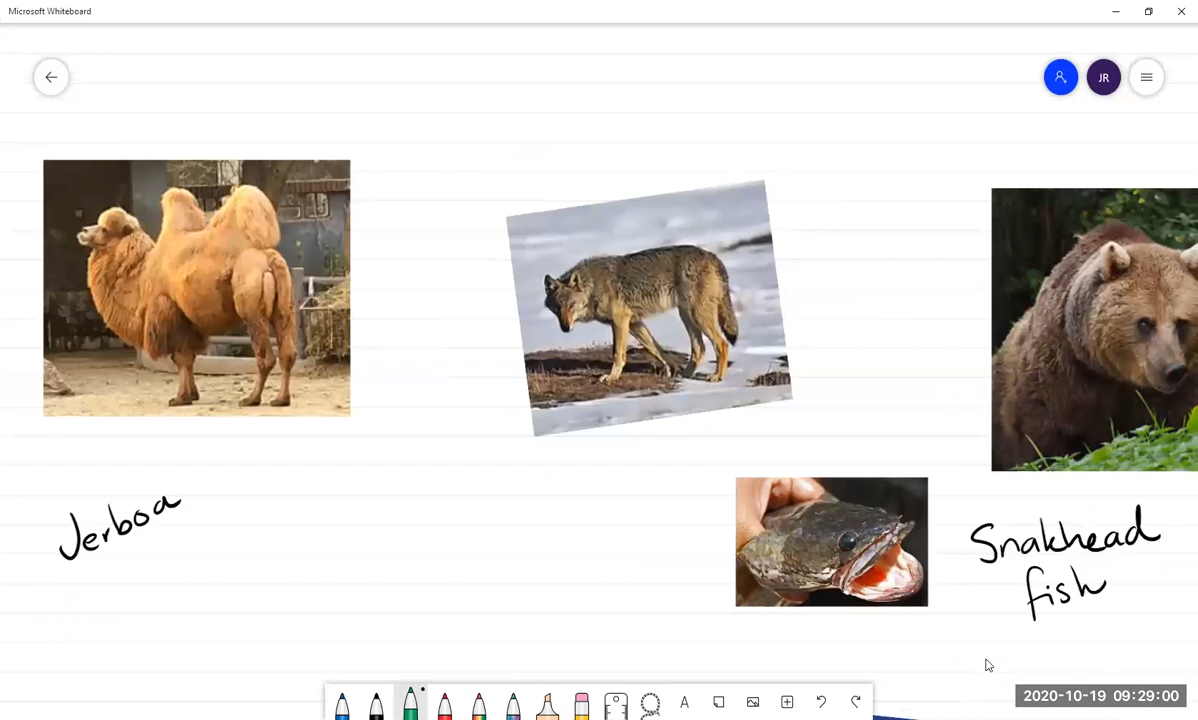 Microsoft Whiteboard
JR
Jerboa
Snakhead
fish
A
2020-10-19 09:29:00